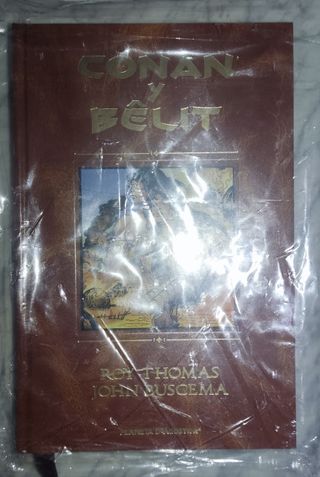 CONAN
y
BÊLIT
ROY THOMAS
JOHN BUSCEMA
PLANETA DeAGOSTINI